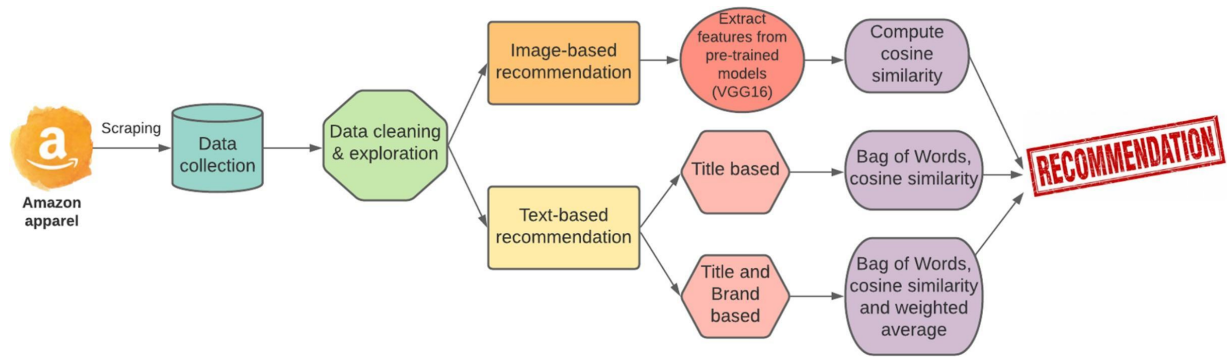 a
Amazon
apparel
Scraping
Data
collection
Data cleaning
& exploration
Image-based
recommendation
Extract
features from
pre-trained
models
(VGG16)
Compute
cosine
similarity
Text-based
recommendation
Title based
Bag of Words,
cosine similarity
Title and
Brand
based
Bag of Words,
cosine similarity
and weighted
average
RECOMMENDATION